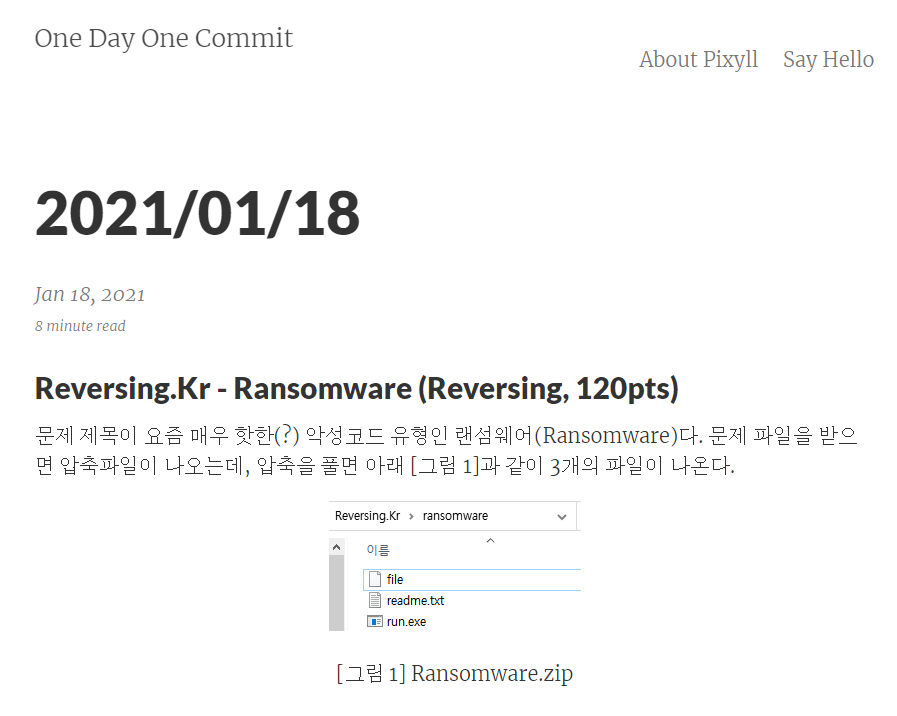 One Day One Commit
About Pixyll Say Hello
2021/01/18
Jan 18, 2021
8 minute read
Reversing.Kr - Ransomware (Reversing, 120pts)
문제 제목이 요즘 매우 핫한(?) 악성코드 유형인 랜섬웨어(Ransomware)다. 문제 파일을 받으
면 압축파일이 나오는데, 압축을 풀면 아래 [그림 1]과 같이 3개의 파일이 나온다.
Reversing.Kr > ransomware
이름
file
readme.txt
run.exe
[그림 1] Ransomware.zip